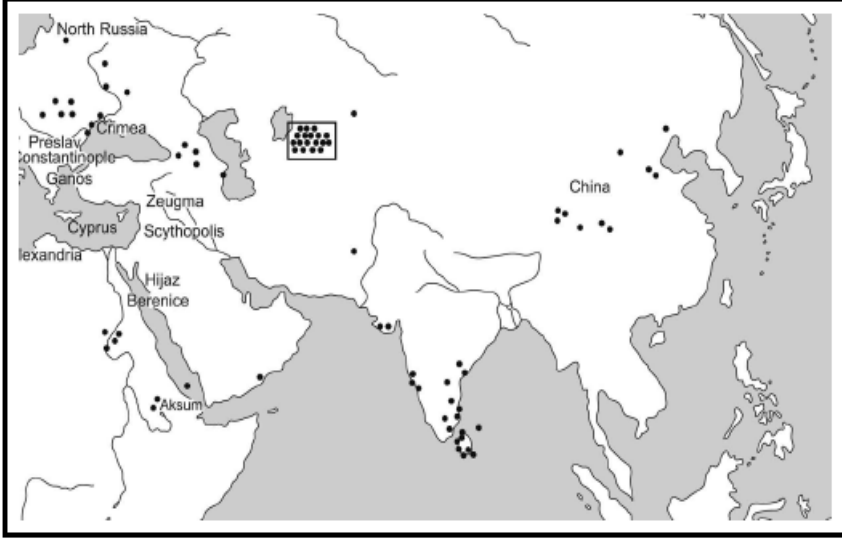 North Russia
Crimea
Preslav
Constantinople
Ganos
China
Zeugma
Cyprus
Scythopolis
lexandria
Hijaz
Berenice
Aksum